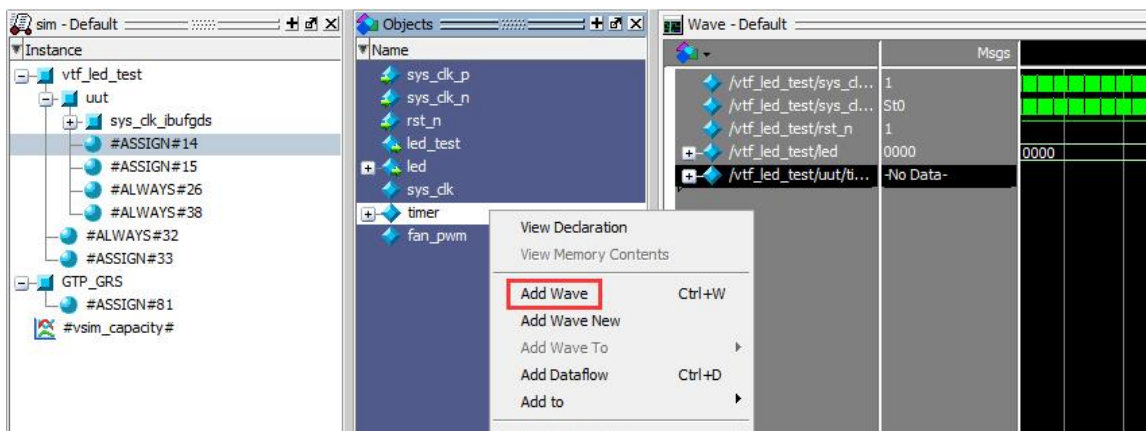 sim - Default
Instance
vtf_led_test
uut
sys_clk_ibufgds
#ASSIGN#14
#ASSIGN#15
#ALWAYS#26
#ALWAYS#38
#ALWAYS#32
#ASSIGN#33
GTP_GRS
#ASSIGN#81
#vsim_capacity#
Objects
Name
sys_clk_p
sys_clk_n
rst_n
led_test
led
sys_clk
timer
fan_pwm
View Declaration
View Memory Contents
Add Wave Ctrl+W
Add Wave New
Add Wave To
Add Dataflow Ctrl+D
Add to
Wave - Default
Msgs
/vtf_led_test/sys_cl... 1
/vtf_led_test/sys_cl... St0
/vtf_led_test/rst_n 1
/vtf_led_test/led 0000 0000
/vtf_led_test/uut/ti... -No Data-